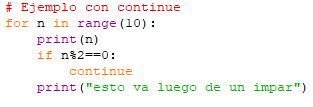 # Ejemplo con continue
for n in range(10):
    print(n)
    if n%2==0:
        continue
    print("esto va luego de un impar")